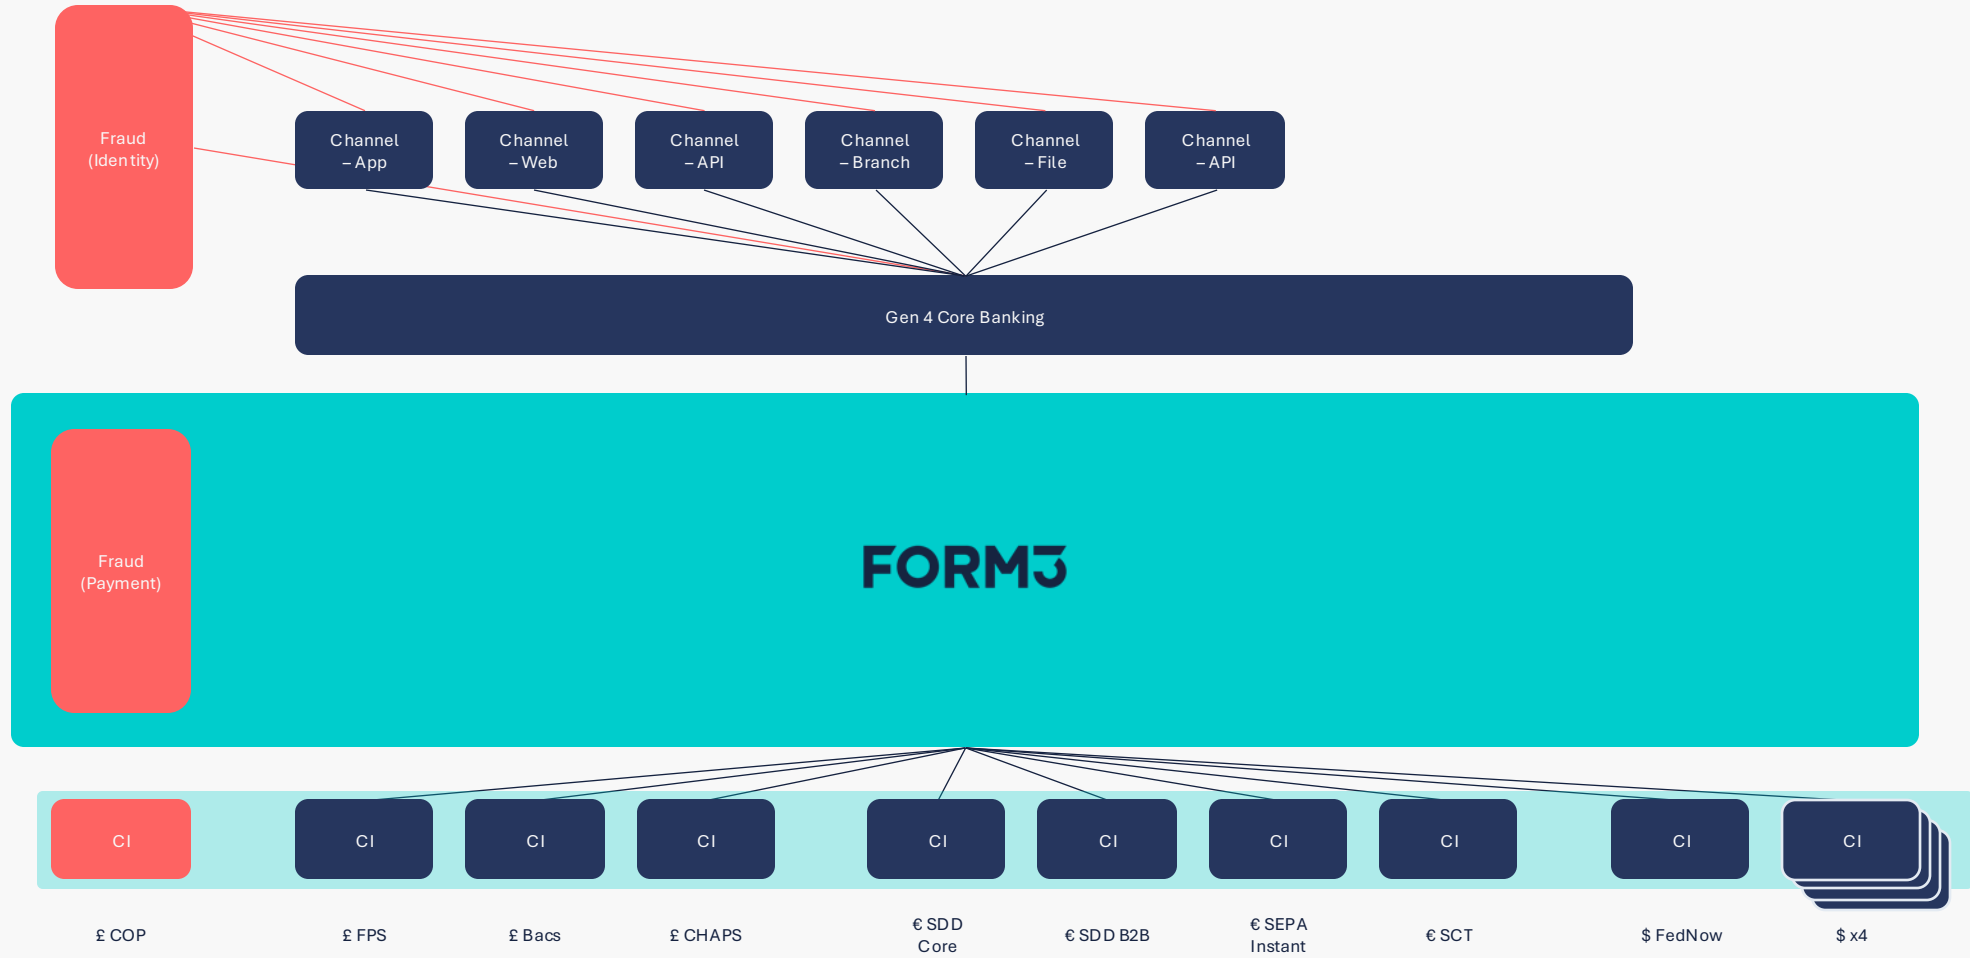 Fraud
(Identity)
Channel
– App
Channel
– Web
Channel
– API
Channel
– Branch
Channel
– File
Channel
– API
Gen 4 Core Banking
Fraud
(Payment)
FORM3
CI
CI
CI
CI
CI
CI
CI
CI
CI
CI
£ COP
£ FPS
£ Bacs
£ CHAPS
€ SDD
Core
€ SDD B2B
€ SEPA
Instant
€ SCT
$ FedNow
$ x4